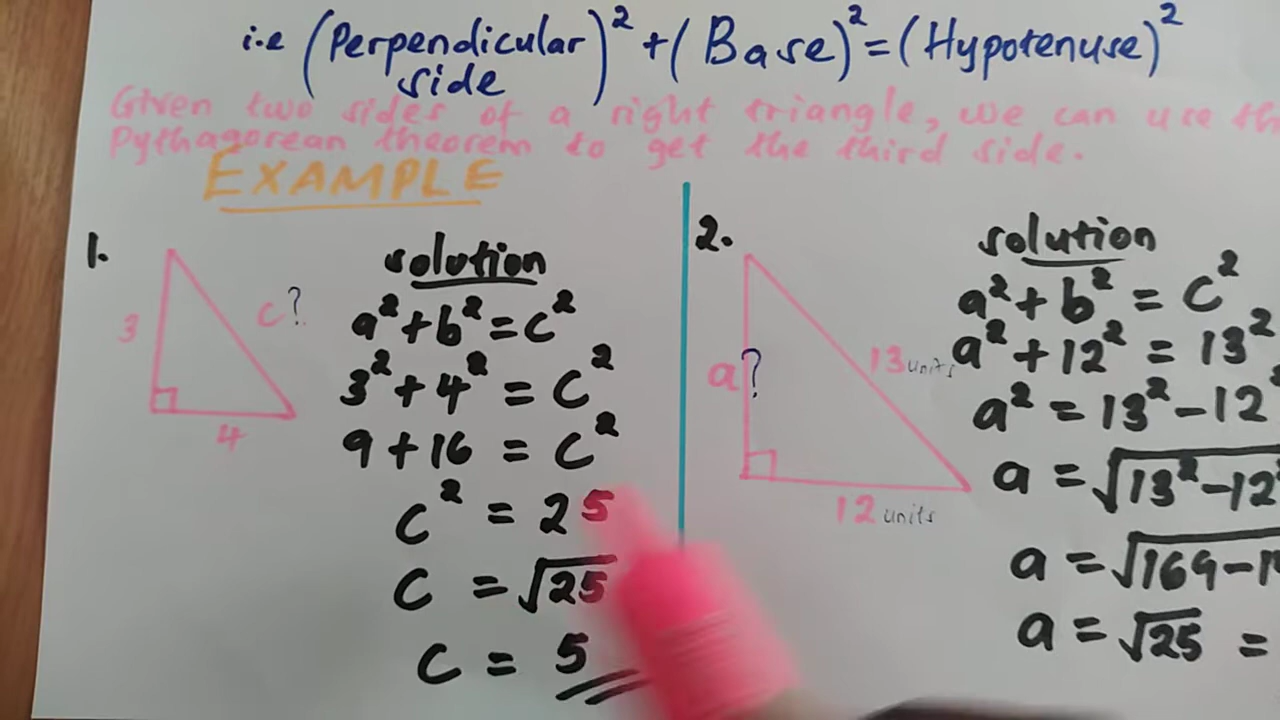 i.e (Perpendicular side)² + (Base)² = (Hypotenuse)²
Given two sides of a right triangle, we can use
Pythagorean theorem to get the third side.
EXAMPLE
1.
3
c?
4
solution
a² + b² = c²
3² + 4² = c²
9 + 16 = c²
c² = 25
c = √25
c = 5
2.
a?
13 units
12 units
solution
a² + b² = c²
a² + 12² = 13²
a² = 13² - 12
a = √13² - 12²
a = √169 - 1
a = √25 =